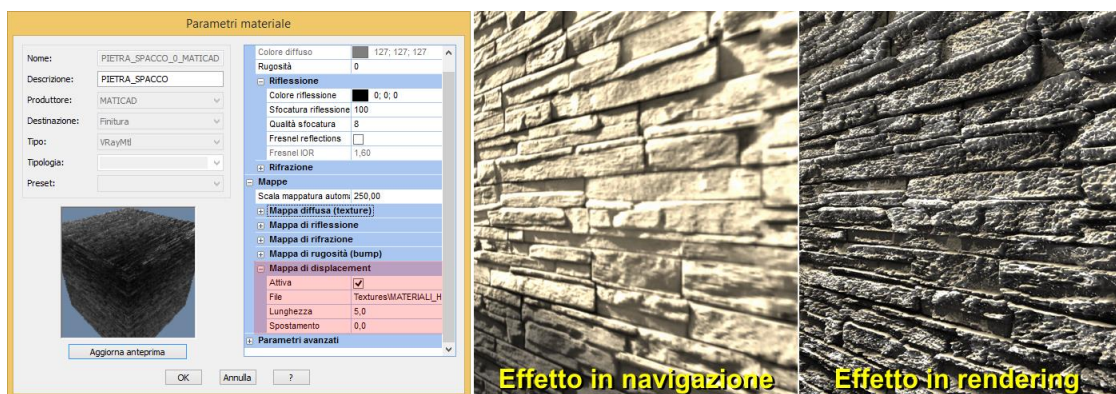 Parametri materiale
Nome: PIETRA_SPACCO_0_MATICAD
Descrizione: PIETRA_SPACCO
Produttore: MATICAD
Destinazione: Finitura
Tipo: VRayMtl
Tipologia:
Preset:
Aggiorna anteprima
Colore diffuso 127; 127; 127
Rugosità 0
Riflessione
Colore riflessione 0; 0; 0
Sfocatura riflessione 100
Qualità sfocatura 8
Fresnel reflections
Fresnel IOR 1,60
Rifrazione
Mappe
Scala mappatura automa 250,00
Mappa diffusa (texture)
Mappa di riflessione
Mappa di rifrazione
Mappa di rugosità (bump)
Mappa di displacement
Attiva
File Textures\MATERIALI_H
Lunghezza 5,0
Spostamento 0,0
Parametri avanzati
OK Annulla ?
Effetto in navigazione
Effetto in rendering